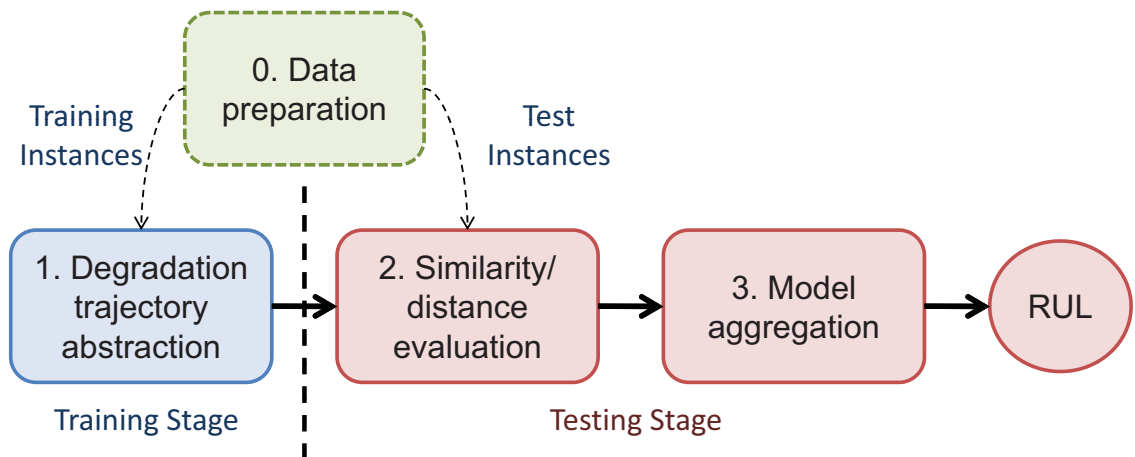 0. Data
preparation
Training
Instances
Test
Instances
1. Degradation
trajectory
abstraction
2. Similarity/
distance
evaluation
3. Model
aggregation
RUL
Training Stage
Testing Stage